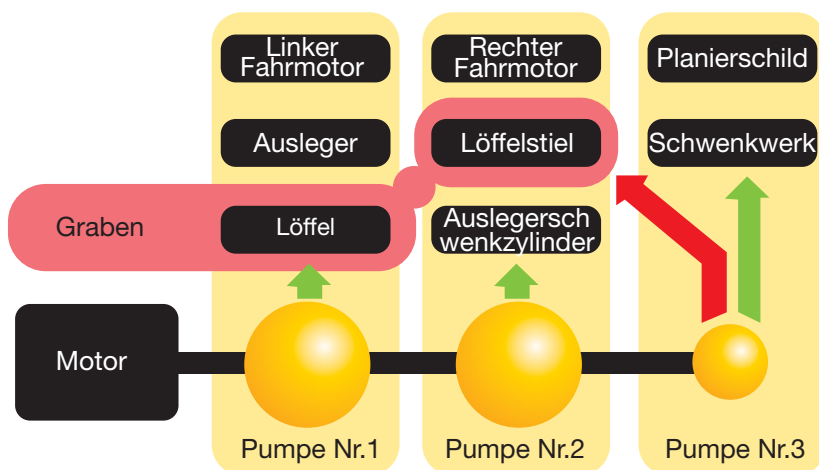 Linker
Fahrmotor
Rechter
Fahrmotor
Planierschild
Ausleger
Löffelstiel
Schwenkwerk
Graben
Löffel
Auslegersch
wenkzylinder
Motor
Pumpe Nr.1
Pumpe Nr.2
Pumpe Nr.3